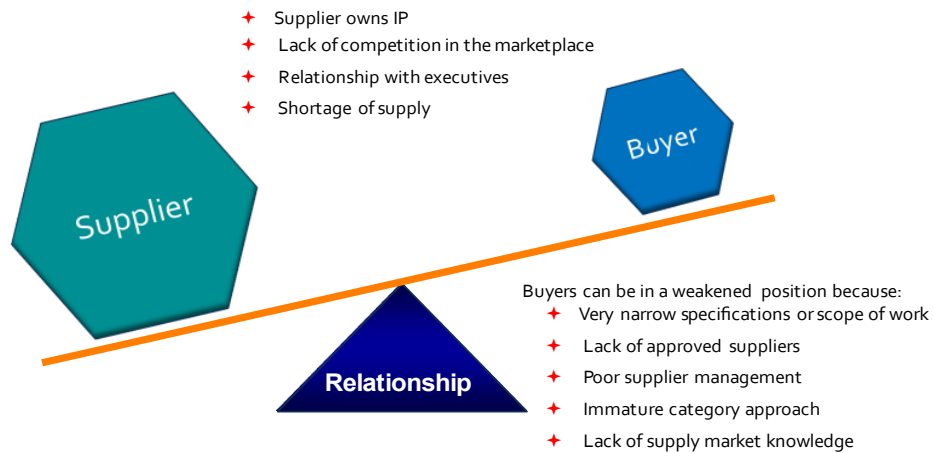 Supplier owns IP
Lack of competition in the marketplace
Relationship with executives
Shortage of supply
Supplier
Buyer
Relationship
Buyers can be in a weakened position because:
Very narrow specifications or scope of work
Lack of approved suppliers
Poor supplier management
Immature category approach
Lack of supply market knowledge